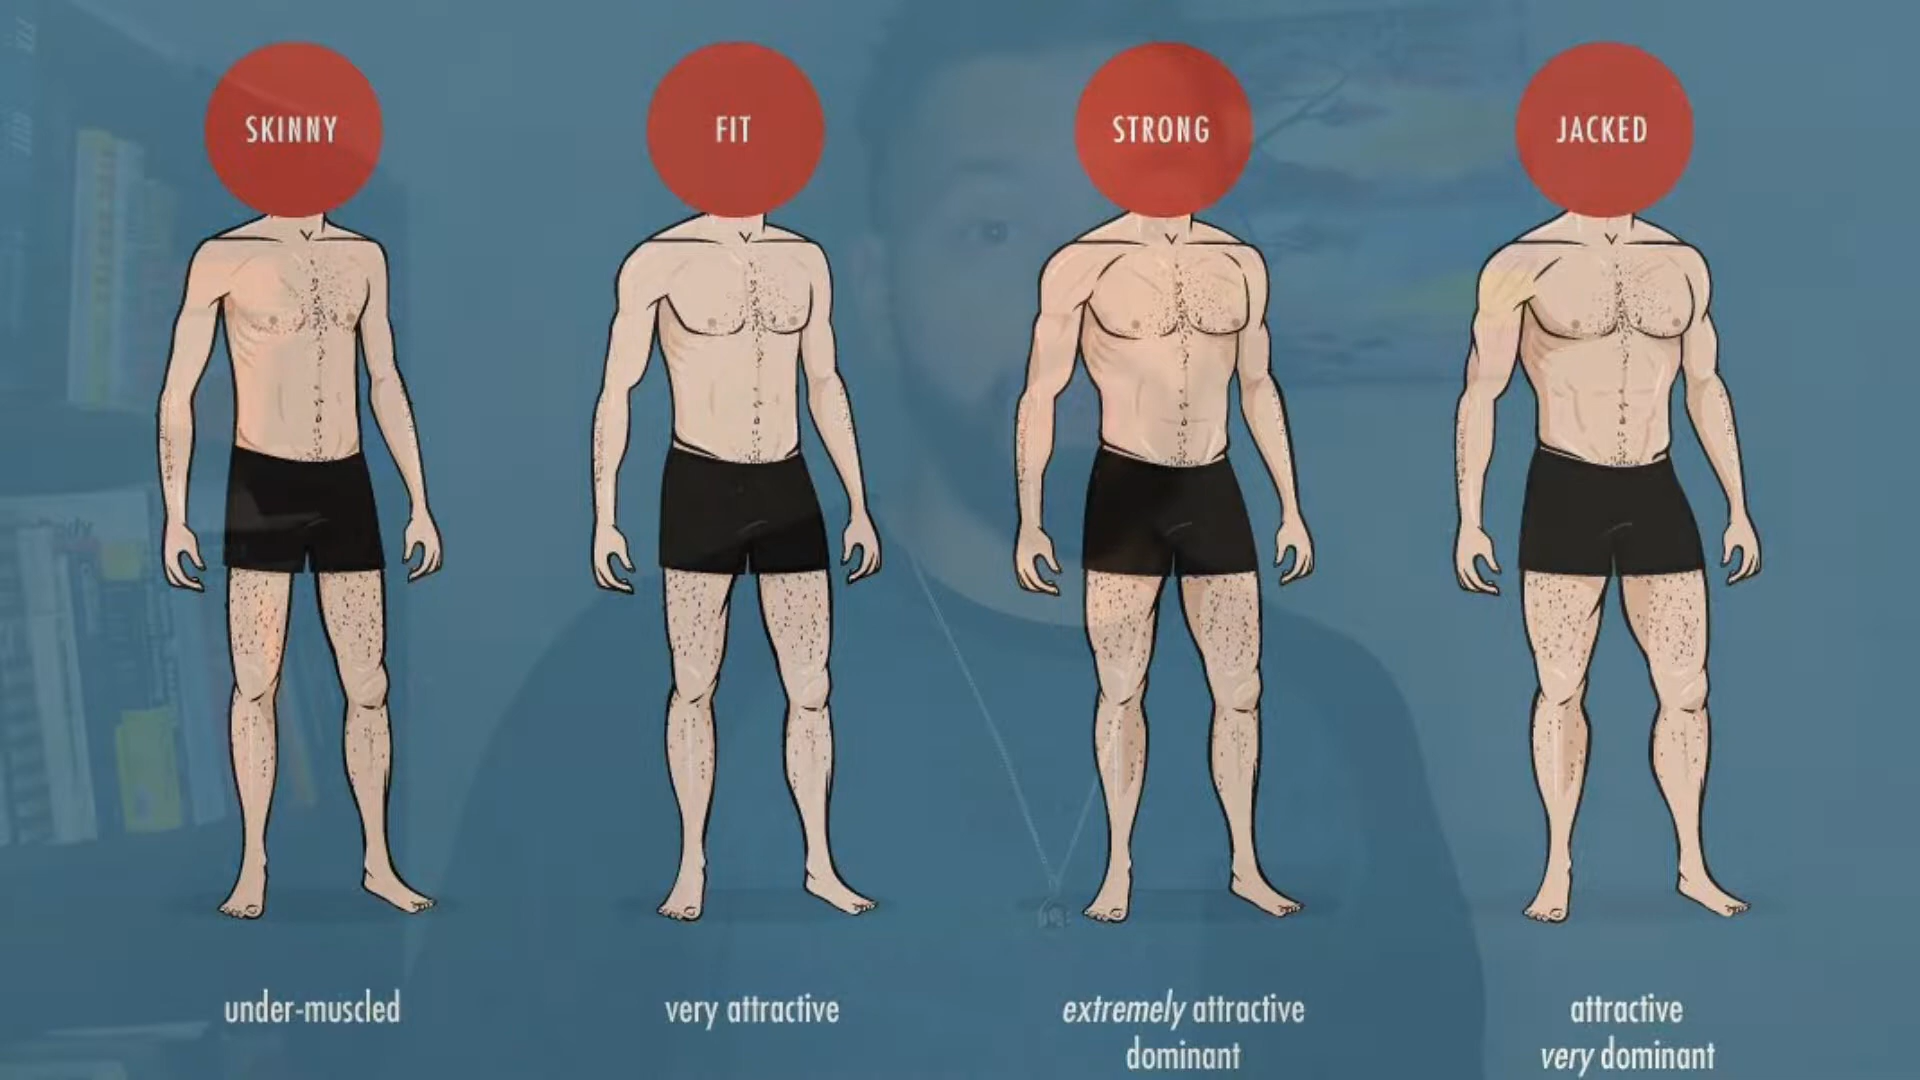 SKINNY
FIT
STRONG
JACKED
under-muscled
very attractive
extremely attractive
dominant
attractive
very dominant